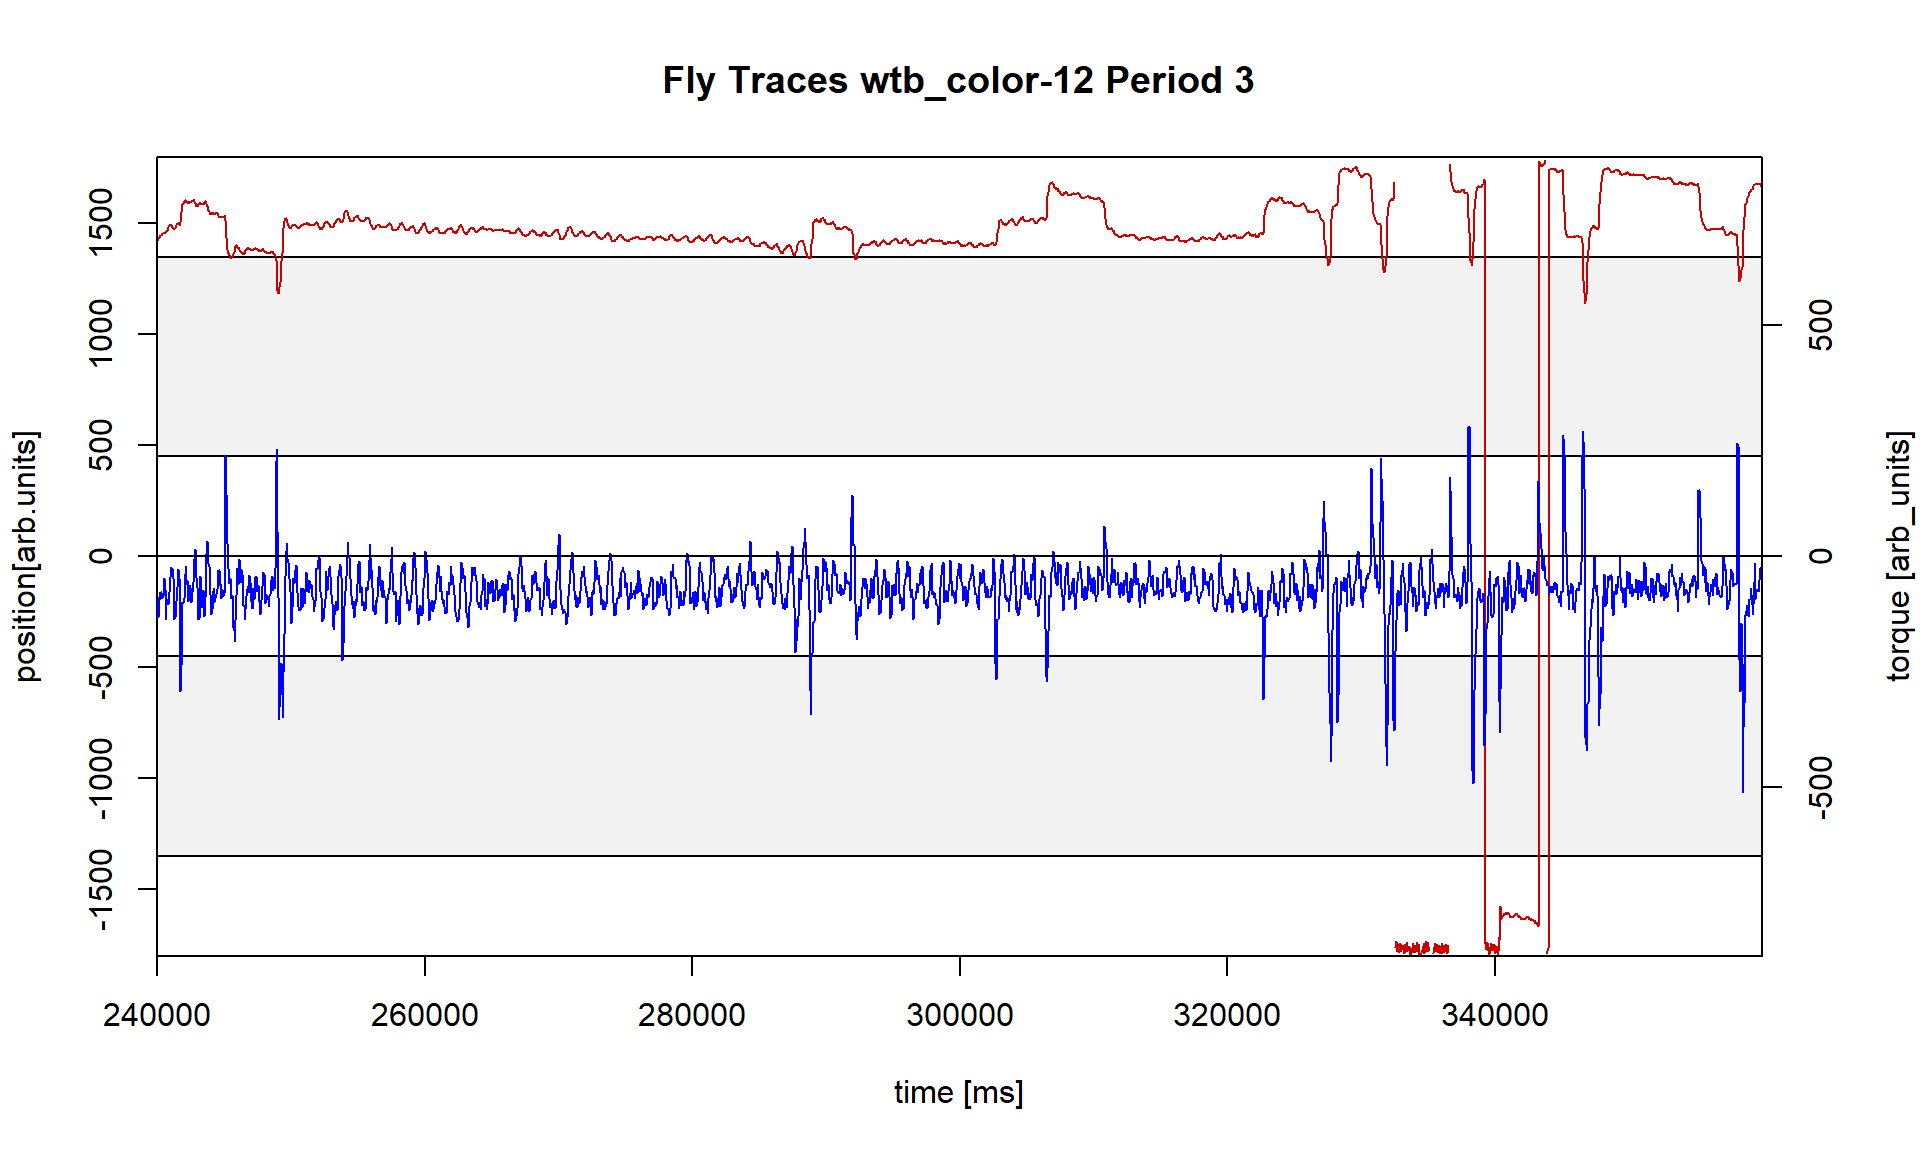 Fly Traces wtb_color-12 Period 3
position[arb.units]
1500
1000
500
0
-500
-1000
-1500
500
0
-500
torque [arb_units]
240000 260000 280000 300000 320000 340000
time [ms]